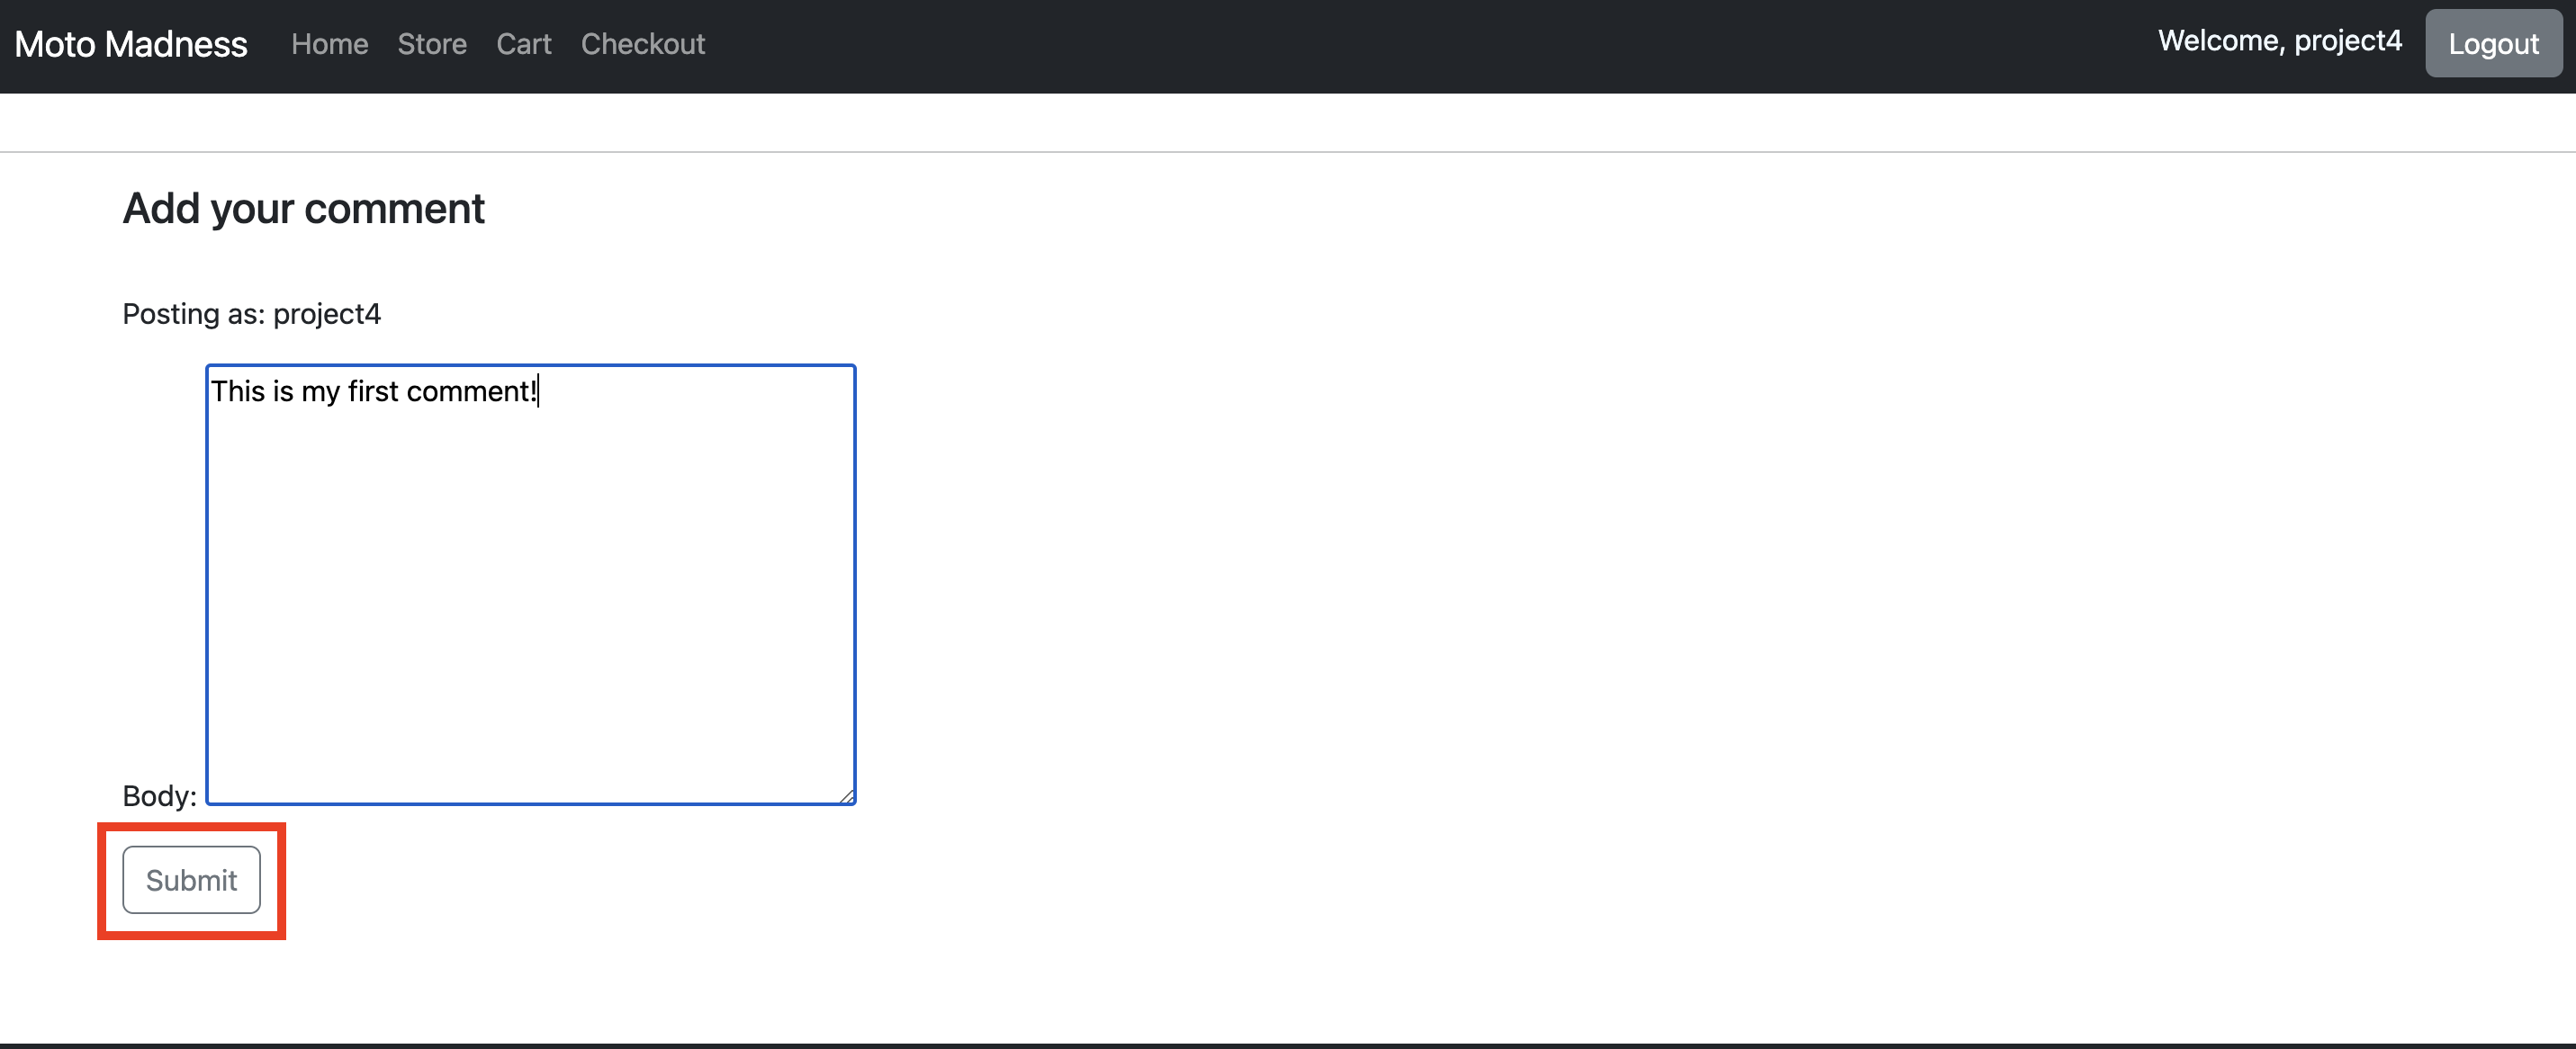 Moto Madness Home Store Cart Checkout Welcome, project4 Logout
Add your comment
Posting as: project4
This is my first comment!
Body:
Submit